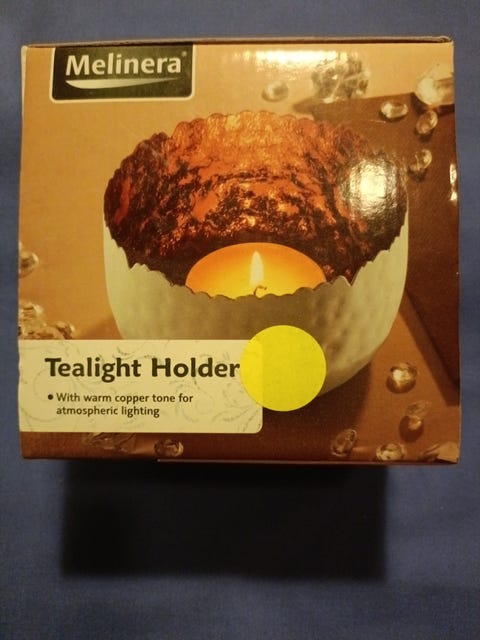 Melinera®
Tealight Holder
• With warm copper tone for
atmospheric lighting